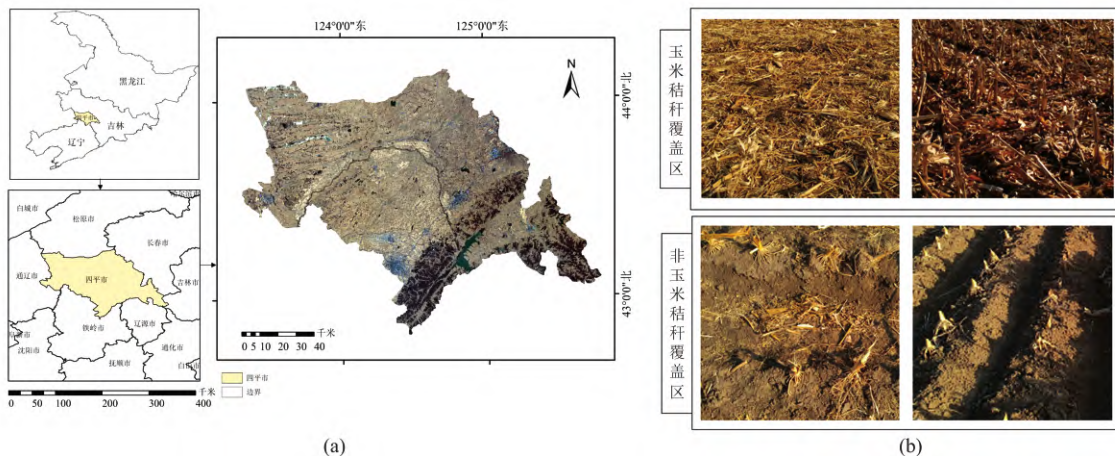 黑龙江
吉林
辽宁
白城市
松原市
长春市
通辽市
四平市
吉林市
铁岭市
辽源市
沈阳市
抚顺市
通化市
千米
0 50 100 200 300 400
124°0'0"东
125°0'0"东
N
44°0'0"北
43°0'0"北
千米
0 5 10 20 30 40
四平市
边界
(a)
玉米秸秆覆盖区
非玉米秸秆覆盖区
(b)